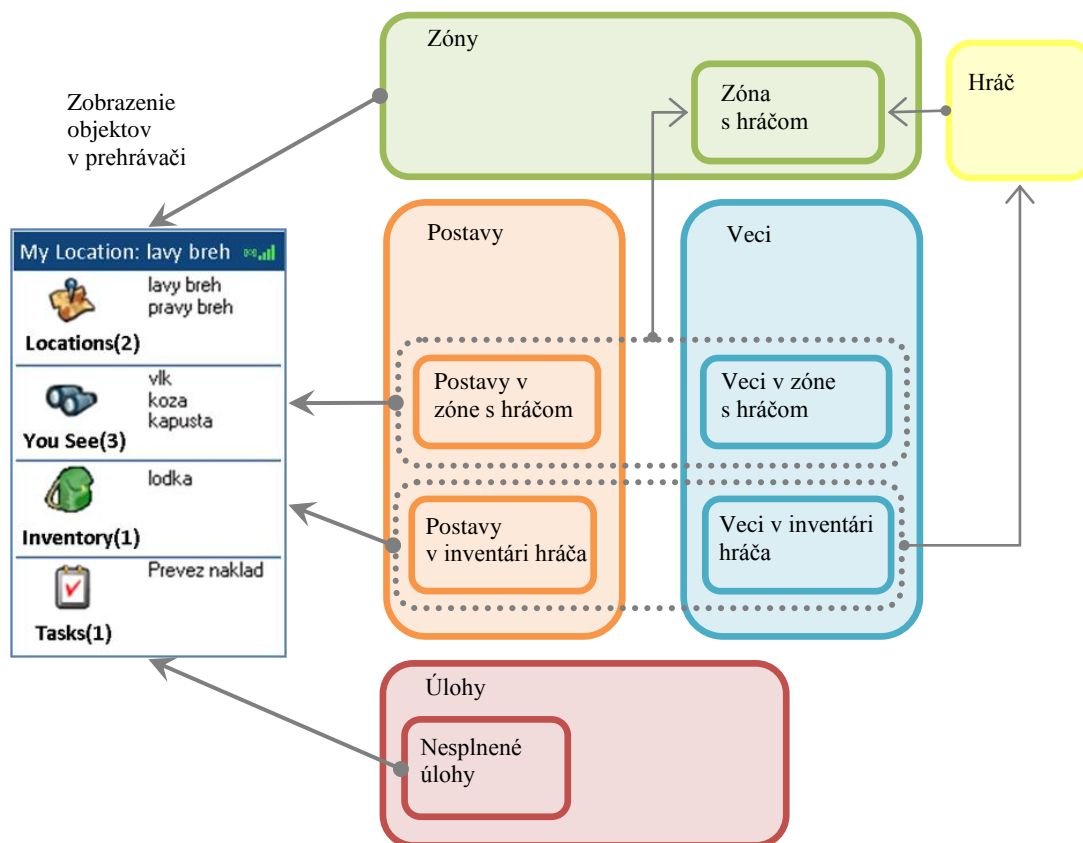 Zóny
Zóna
s hráčom
Hráč
Zobrazenie
objektov
v prehrávači
Postavy
Veci
My Location: lavy breh
lavy breh
pravy breh
Locations(2)
vlk
koza
kapusta
You See(3)
lodka
Inventory(1)
Prevez naklad
Tasks(1)
Postavy v
zóne s hráčom
Veci v zóne
s hráčom
Postavy
v inventári hráča
Veci v inventári
hráča
Úlohy
Nesplnené
úlohy